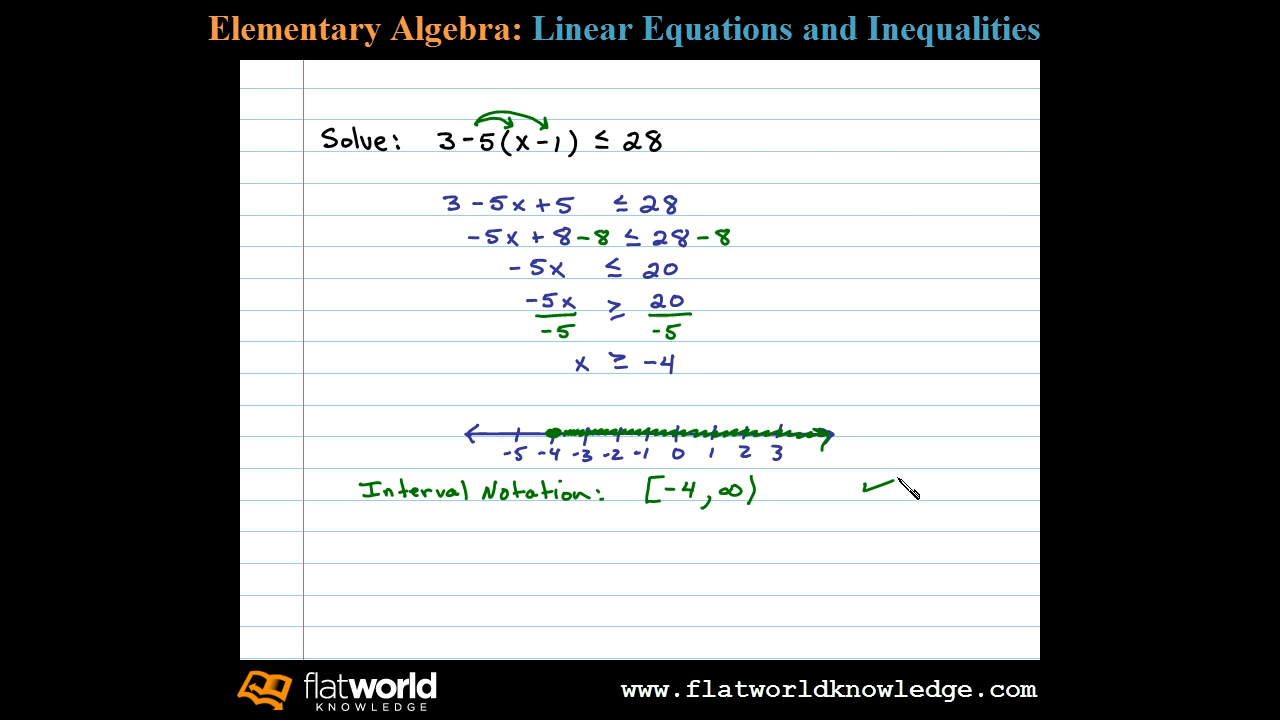 Elementary Algebra: Linear Equations and Inequalities
Solve: 3-5(x-1) ≤ 28
3 - 5x + 5 ≤ 28
-5x + 8 - 8 ≤ 28 - 8
-5x ≤ 20
-5x ≥ 20
-5 -5
x ≥ -4
-5 -4 -3 -2 -1 0 1 2 3
Interval Notation: [-4, ∞)
flatworld
KNOWLEDGE
www.flatworldknowledge.com